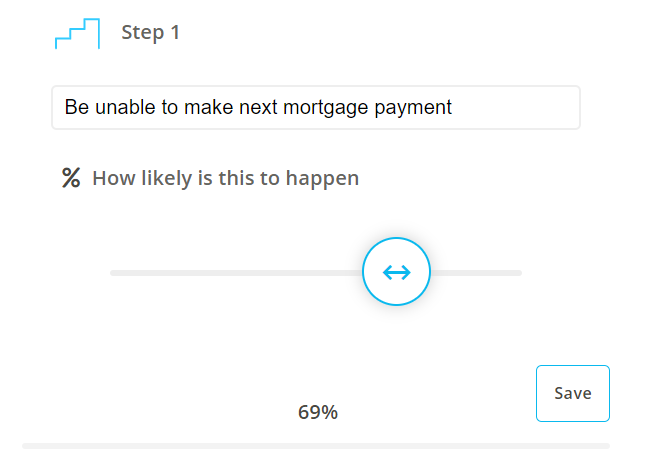 Step 1
Be unable to make next mortgage payment
% How likely is this to happen
Save
69%